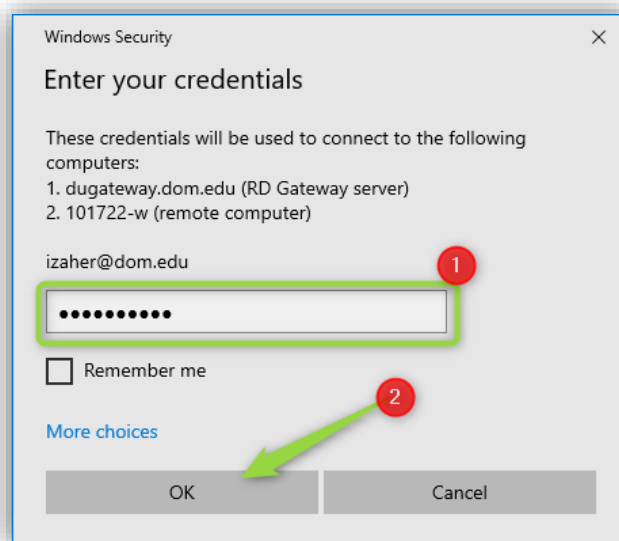 Windows Security
Enter your credentials
These credentials will be used to connect to the following
computers:
1. dugateway.dom.edu (RD Gateway server)
2. 101722-w (remote computer)
izaher@dom.edu
1
●●●●●●●●●●
Remember me
2
More choices
OK Cancel